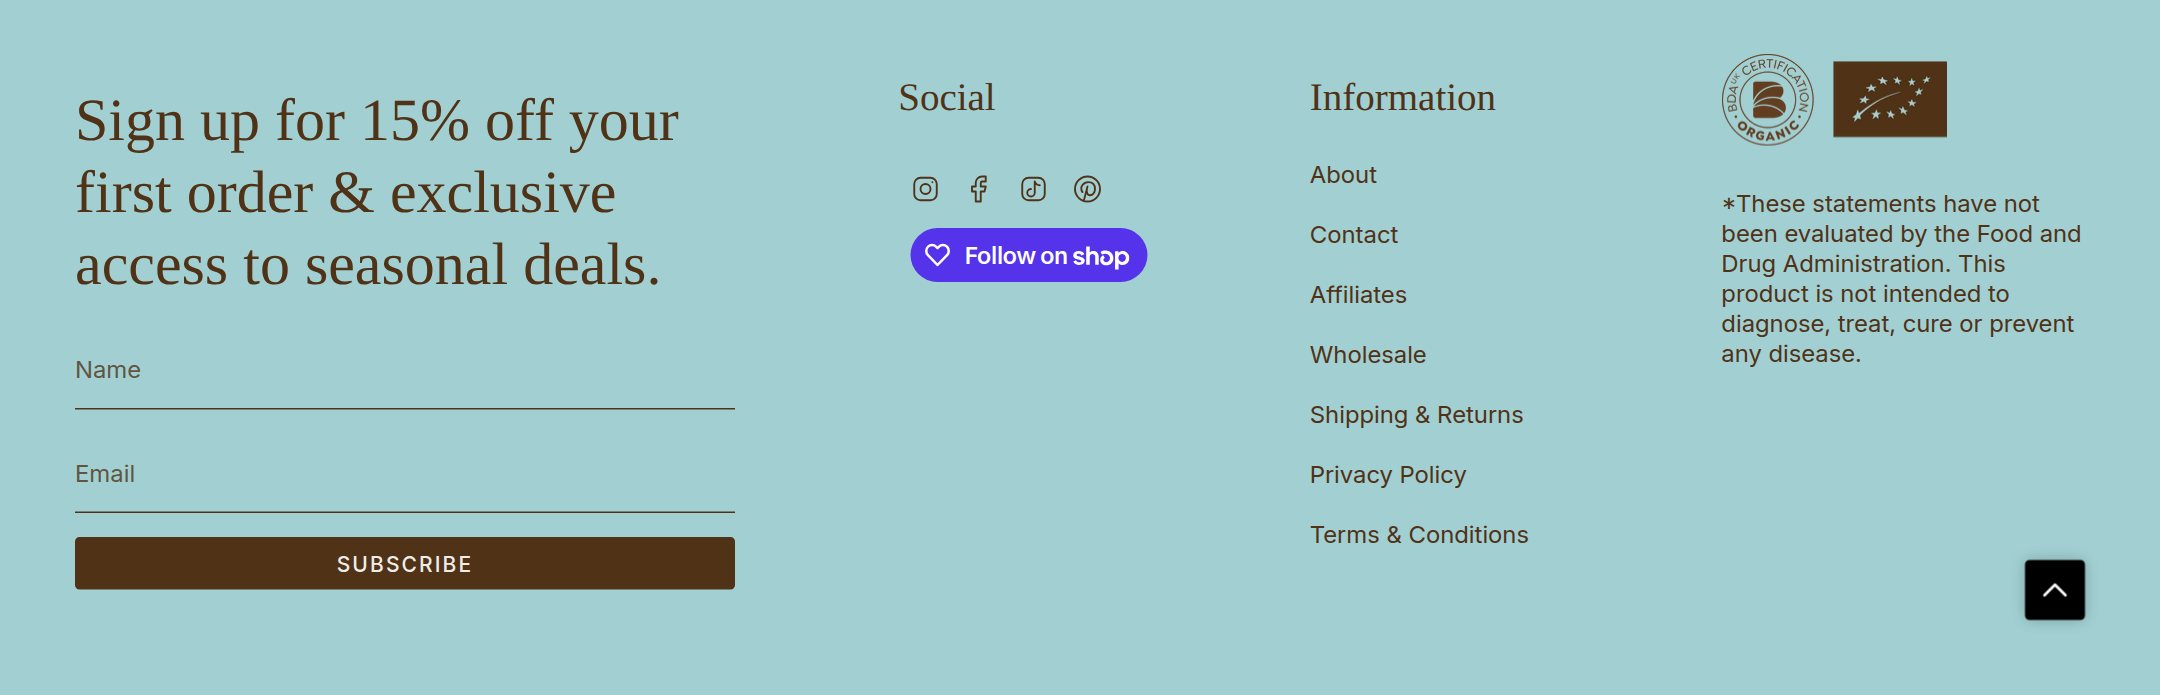 Sign up for 15% off your
first order & exclusive
access to seasonal deals.
Name
Email
SUBSCRIBE
Social
Follow on shop
Information
About
Contact
Affiliates
Wholesale
Shipping & Returns
Privacy Policy
Terms & Conditions
BDA UK CERTIFICATION
• ORGANIC •
*These statements have not
been evaluated by the Food and
Drug Administration. This
product is not intended to
diagnose, treat, cure or prevent
any disease.